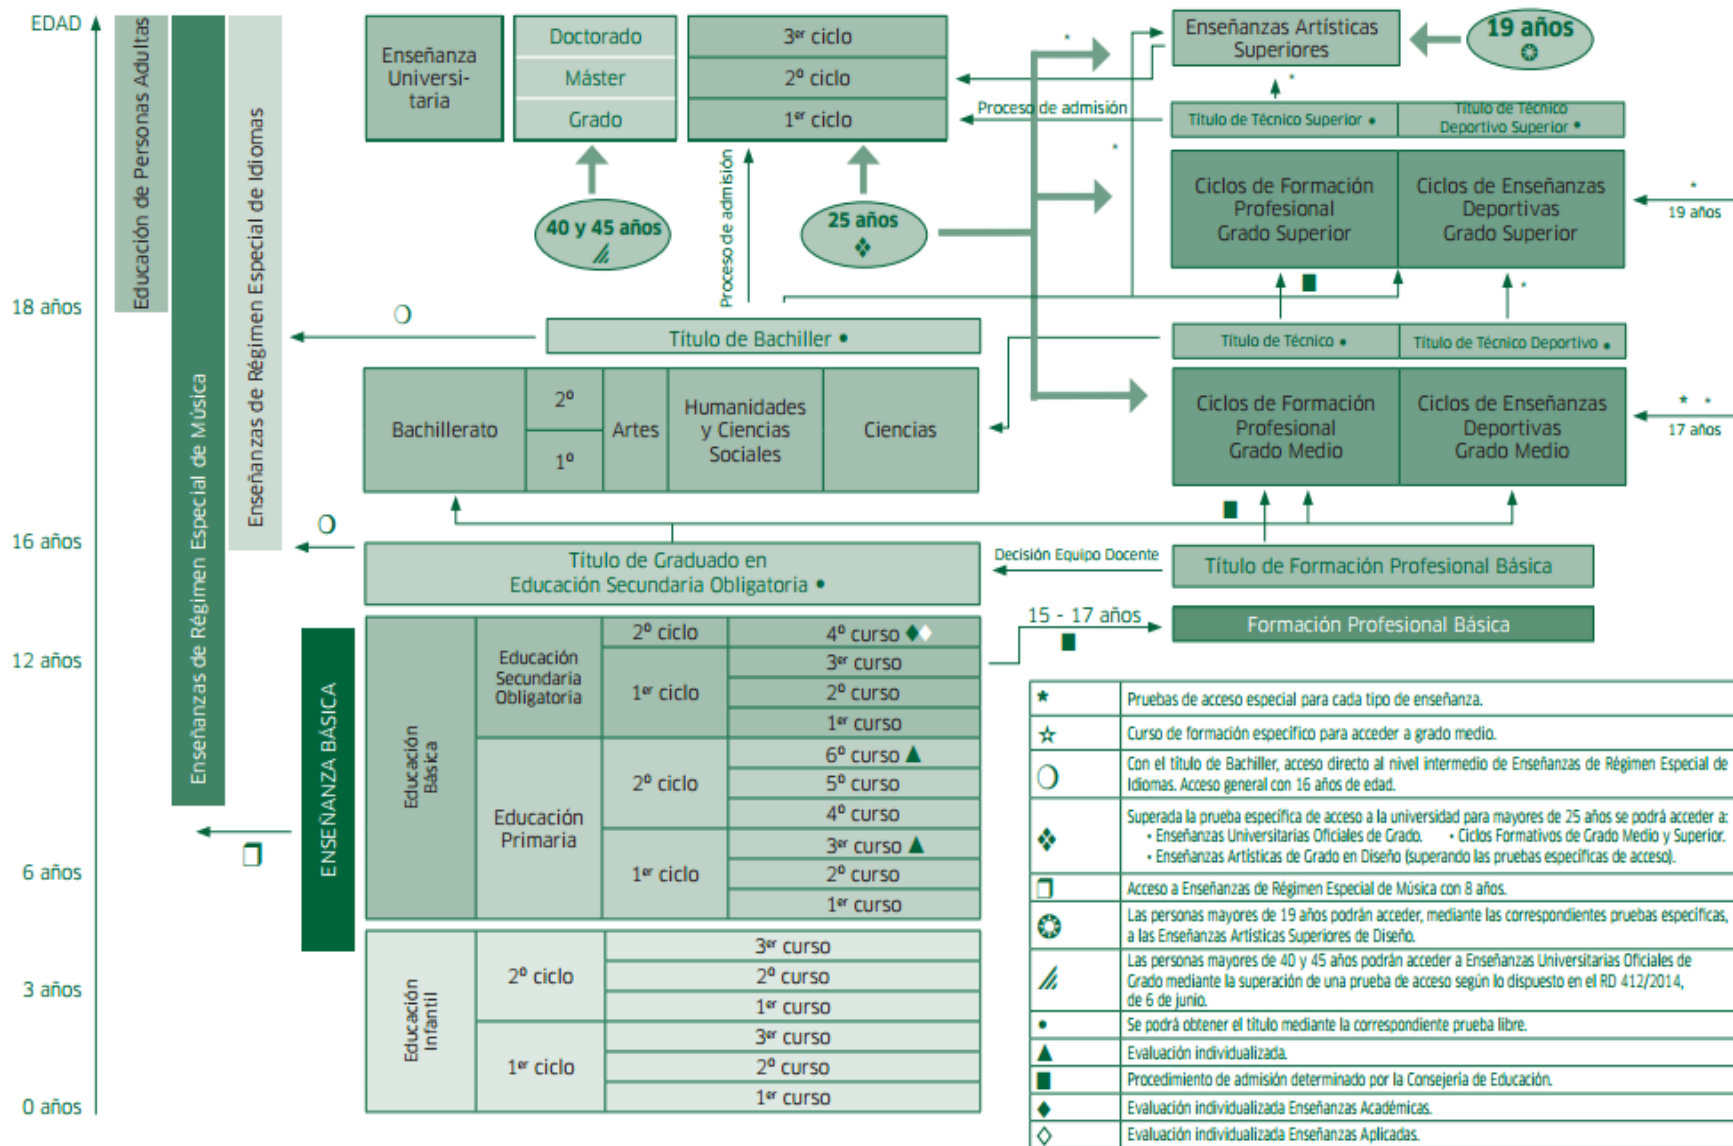 EDAD
18 años
16 años
12 años
6 años
3 años
0 años
Educación de Personas Adultas
Enseñanzas de Régimen Especial de Música
Enseñanzas de Régimen Especial de Idiomas
ENSEÑANZA BÁSICA
Enseñanza
Universi-
taria
Doctorado
Máster
Grado
3er ciclo
2º ciclo
1er ciclo
40 y 45 años
25 años
Proceso de admisión
Proceso de admisión
*
*
Enseñanzas Artísticas
Superiores
19 años
*
Título de Técnico Superior •
Título de Técnico
Deportivo Superior •
Ciclos de Formación
Profesional
Grado Superior
Ciclos de Enseñanzas
Deportivas
Grado Superior
*
19 años
*
Título de Bachiller •
Título de Técnico •
Título de Técnico Deportivo •
Bachillerato
2º
1º
Artes
Humanidades
y Ciencias
Sociales
Ciencias
Ciclos de Formación
Profesional
Grado Medio
Ciclos de Enseñanzas
Deportivas
Grado Medio
* *
17 años
Título de Graduado en
Educación Secundaria Obligatoria •
Decisión Equipo Docente
Título de Formación Profesional Básica
15 - 17 años
Formación Profesional Básica
Educación
Básica
Educación
Secundaria
Obligatoria
2º ciclo
4º curso ◆◇
1er ciclo
3er curso
2º curso
1er curso
Educación
Primaria
2º ciclo
6º curso ▲
5º curso
4º curso
1er ciclo
3er curso ▲
2º curso
1er curso
Educación
Infantil
2º ciclo
3er curso
2º curso
1er curso
1er ciclo
3er curso
2º curso
1er curso
* Pruebas de acceso especial para cada tipo de enseñanza.
☆ Curso de formación específico para acceder a grado medio.
Con el título de Bachiller, acceso directo al nivel intermedio de Enseñanzas de Régimen Especial de
Idiomas. Acceso general con 16 años de edad.
Superada la prueba específica de acceso a la universidad para mayores de 25 años se podrá acceder a:
• Enseñanzas Universitarias Oficiales de Grado. • Ciclos Formativos de Grado Medio y Superior.
• Enseñanzas Artísticas de Grado en Diseño (superando las pruebas específicas de acceso).
Acceso a Enseñanzas de Régimen Especial de Música con 8 años.
Las personas mayores de 19 años podrán acceder, mediante las correspondientes pruebas específicas,
a las Enseñanzas Artísticas Superiores de Diseño.
Las personas mayores de 40 y 45 años podrán acceder a Enseñanzas Universitarias Oficiales de
Grado mediante la superación de una prueba de acceso según lo dispuesto en el RD 412/2014,
de 6 de junio.
• Se podrá obtener el título mediante la correspondiente prueba libre.
▲ Evaluación individualizada.
■ Procedimiento de admisión determinado por la Consejería de Educación.
◆ Evaluación individualizada Enseñanzas Académicas.
◇ Evaluación individualizada Enseñanzas Aplicadas.